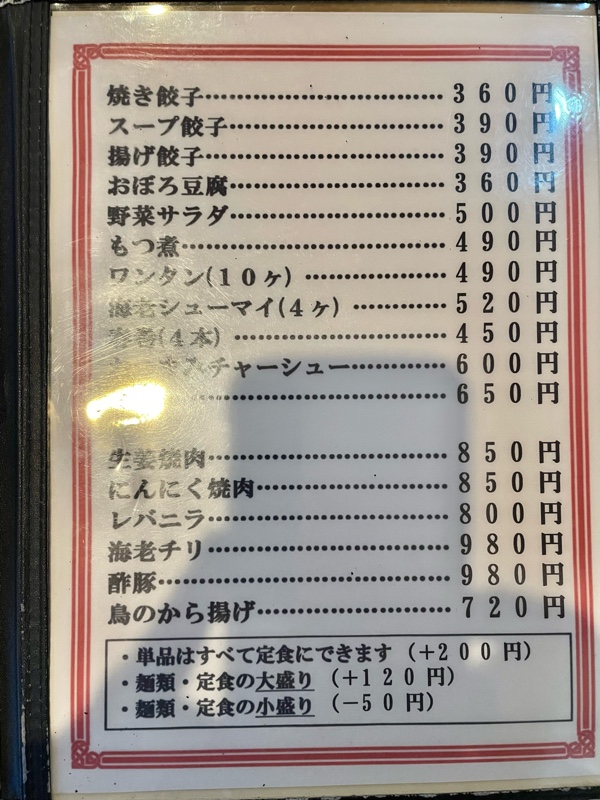 焼き餃子………………………………360円
スープ餃子……………………………390円
揚げ餃子………………………………390円
おぼろ豆腐……………………………360円
野菜サラダ……………………………500円
もつ煮…………………………………490円
ワンタン(10ヶ)…………………490円
海老シューマイ(4ヶ)……………520円
春巻(4本)…………………………450円
チャーシュー………………600円
………………………………650円
生姜焼肉………………………………850円
にんにく焼肉…………………………850円
レバニラ………………………………800円
海老チリ………………………………980円
酢豚……………………………………980円
鳥のから揚げ…………………………720円
・単品はすべて定食にできます(+200円)
・麺類・定食の大盛り(+120円)
・麺類・定食の小盛り(-50円)